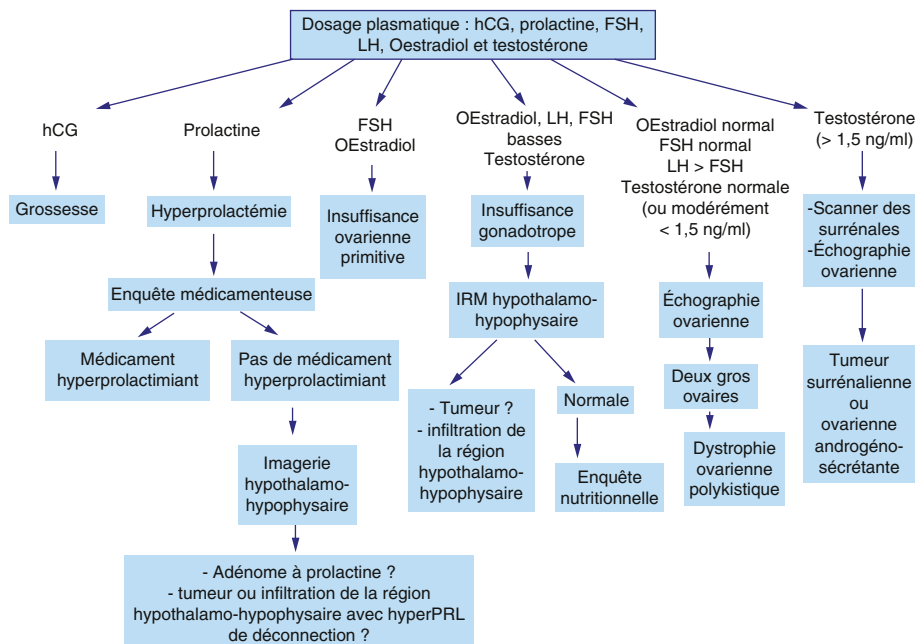 Dosage plasmatique : hCG, prolactine, FSH,
LH, Oestradiol et testostérone
hCG
Grossesse
Prolactine
Hyperprolactémie
Enquête médicamenteuse
Médicament
hyperprolactimiant
Pas de médicament
hyperprolactimiant
Imagerie
hypothalamo-
hypophysaire
- Adénome à prolactine ?
- tumeur ou infiltration de la région
hypothalamo-hypophysaire avec hyperPRL
de déconnection ?
FSH
OEstradiol
Insuffisance
ovarienne
primitive
OEstradiol, LH, FSH
basses
Testostérone
Insuffisance
gonadotrope
IRM hypothalamo-
hypophysaire
- Tumeur ?
- infiltration de
la région
hypothalamo-
hypophysaire
Normale
Enquête
nutritionnelle
OEstradiol normal
FSH normal
LH > FSH
Testostérone normale
(ou modérément
< 1,5 ng/ml)
Échographie
ovarienne
Deux gros
ovaires
Dystrophie
ovarienne
polykistique
Testostérone
(> 1,5 ng/ml)
-Scanner des
surrénales
-Échographie
ovarienne
Tumeur
surrénalienne
ou
ovarienne
androgéno-
sécrétante